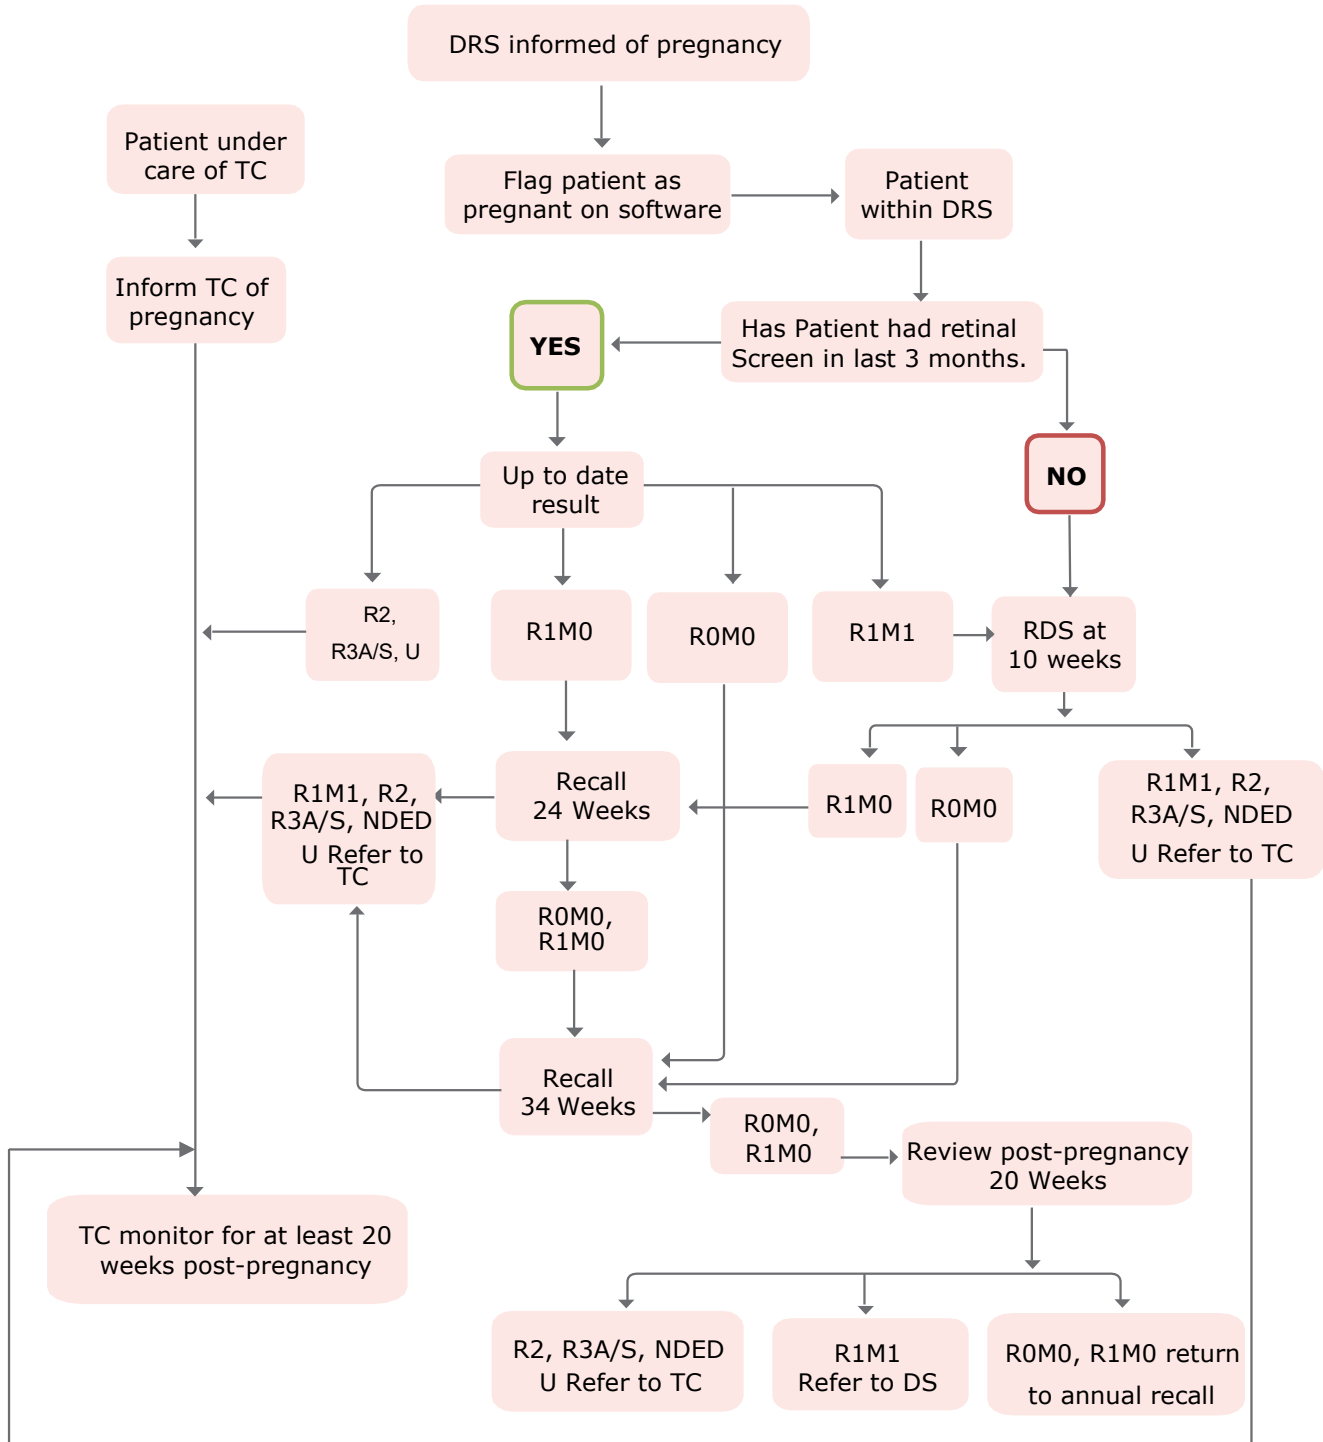 DRS informed of pregnancy
Patient under
care of TC
Flag patient as
pregnant on software
Patient
within DRS
Inform TC of
pregnancy
YES
Has Patient had retinal
Screen in last 3 months.
NO
Up to date
result
R2,
R3A/S, U
R1M0
R0M0
R1M1
RDS at
10 weeks
R1M1, R2,
R3A/S, NDED
U Refer to
TC
Recall
24 Weeks
R1M0
R0M0
R1M1, R2,
R3A/S, NDED
U Refer to TC
R0M0,
R1M0
Recall
34 Weeks
R0M0,
R1M0
Review post-pregnancy
20 Weeks
TC monitor for at least 20
weeks post-pregnancy
R2, R3A/S, NDED
U Refer to TC
R1M1
Refer to DS
R0M0, R1M0 return
to annual recall